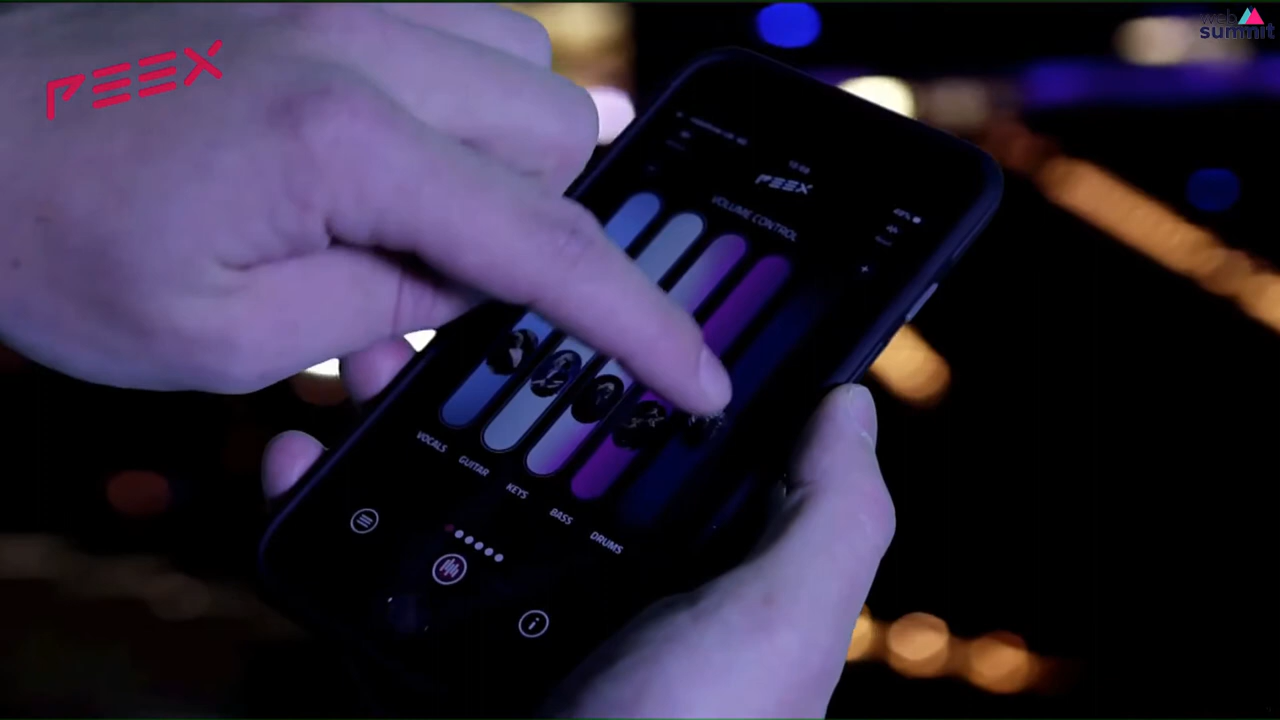 PEEX
web
summit
PEEX
VOLUME CONTROL
VOCALS
GUITAR
KEYS
BASS
DRUMS